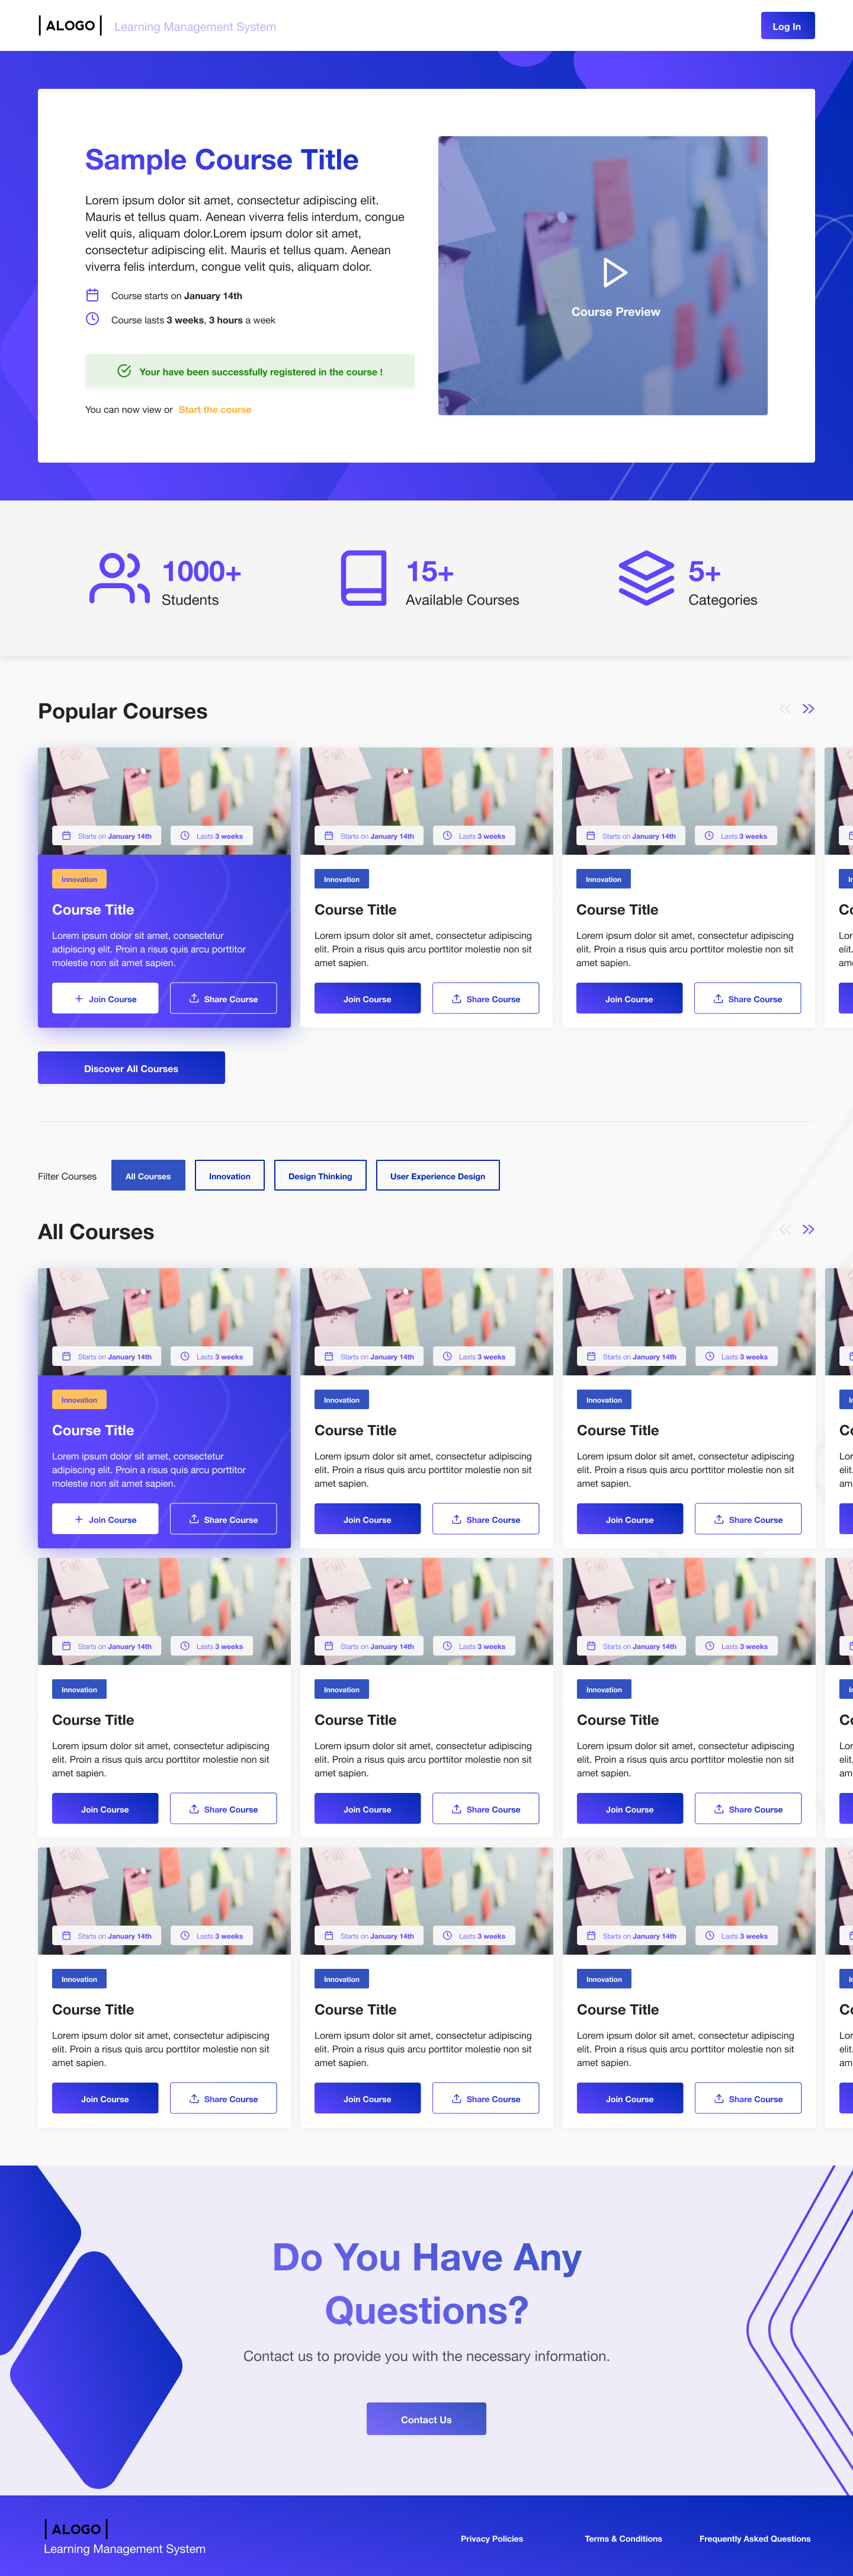 ALOGO Learning Management System
Log In
Sample Course Title
Lorem ipsum dolor sit amet, consectetur adipiscing elit.
Mauris et tellus quam. Aenean viverra felis interdum, congue
velit quis, aliquam dolor.Lorem ipsum dolor sit amet,
consectetur adipiscing elit. Mauris et tellus quam. Aenean
viverra felis interdum, congue velit quis, aliquam dolor.
Course starts on January 14th
Course lasts 3 weeks, 3 hours a week
Your have been successfully registered in the course !
You can now view or Start the course
Course Preview
1000+
Students
15+
Available Courses
5+
Categories
Popular Courses
Starts on January 14th Lasts 3 weeks
Innovation
Course Title
Lorem ipsum dolor sit amet, consectetur
adipiscing elit. Proin a risus quis arcu porttitor
molestie non sit amet sapien.
Join Course Share Course
Starts on January 14th Lasts 3 weeks
Innovation
Course Title
Lorem ipsum dolor sit amet, consectetur adipiscing
elit. Proin a risus quis arcu porttitor molestie non sit
amet sapien.
Join Course Share Course
Starts on January 14th Lasts 3 weeks
Innovation
Course Title
Lorem ipsum dolor sit amet, consectetur adipiscing
elit. Proin a risus quis arcu porttitor molestie non sit
amet sapien.
Join Course Share Course
Discover All Courses
Filter Courses All Courses Innovation Design Thinking User Experience Design
All Courses
Starts on January 14th Lasts 3 weeks
Innovation
Course Title
Lorem ipsum dolor sit amet, consectetur
adipiscing elit. Proin a risus quis arcu porttitor
molestie non sit amet sapien.
Join Course Share Course
Starts on January 14th Lasts 3 weeks
Innovation
Course Title
Lorem ipsum dolor sit amet, consectetur adipiscing
elit. Proin a risus quis arcu porttitor molestie non sit
amet sapien.
Join Course Share Course
Starts on January 14th Lasts 3 weeks
Innovation
Course Title
Lorem ipsum dolor sit amet, consectetur adipiscing
elit. Proin a risus quis arcu porttitor molestie non sit
amet sapien.
Join Course Share Course
Starts on January 14th Lasts 3 weeks
Innovation
Course Title
Lorem ipsum dolor sit amet, consectetur adipiscing
elit. Proin a risus quis arcu porttitor molestie non sit
amet sapien.
Join Course Share Course
Starts on January 14th Lasts 3 weeks
Innovation
Course Title
Lorem ipsum dolor sit amet, consectetur adipiscing
elit. Proin a risus quis arcu porttitor molestie non sit
amet sapien.
Join Course Share Course
Starts on January 14th Lasts 3 weeks
Innovation
Course Title
Lorem ipsum dolor sit amet, consectetur adipiscing
elit. Proin a risus quis arcu porttitor molestie non sit
amet sapien.
Join Course Share Course
Starts on January 14th Lasts 3 weeks
Innovation
Course Title
Lorem ipsum dolor sit amet, consectetur adipiscing
elit. Proin a risus quis arcu porttitor molestie non sit
amet sapien.
Join Course Share Course
Starts on January 14th Lasts 3 weeks
Innovation
Course Title
Lorem ipsum dolor sit amet, consectetur adipiscing
elit. Proin a risus quis arcu porttitor molestie non sit
amet sapien.
Join Course Share Course
Starts on January 14th Lasts 3 weeks
Innovation
Course Title
Lorem ipsum dolor sit amet, consectetur adipiscing
elit. Proin a risus quis arcu porttitor molestie non sit
amet sapien.
Join Course Share Course
Do You Have Any
Questions?
Contact us to provide you with the necessary information.
Contact Us
ALOGO
Learning Management System
Privacy Policies Terms & Conditions Frequently Asked Questions